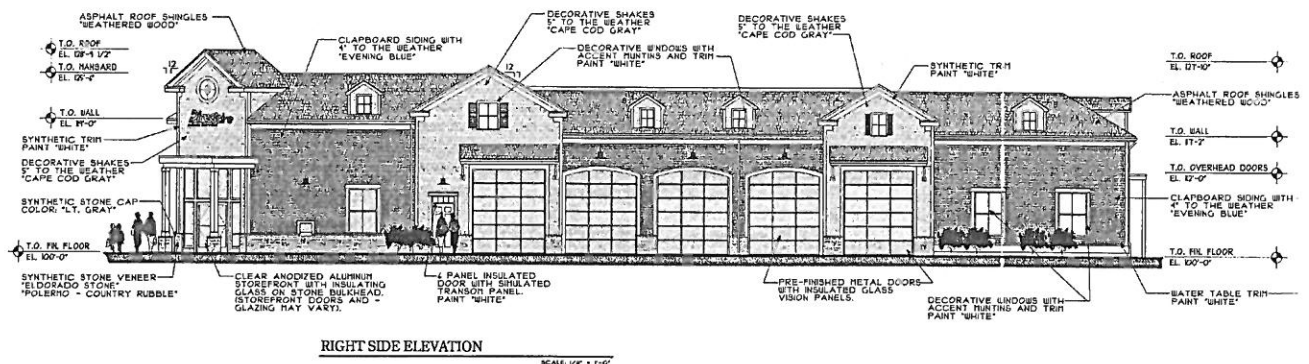 ASPHALT ROOF SHINGLES
"WEATHERED WOOD"
T.O. ROOF
T.O. MANSARD
T.O. WALL
SYNTHETIC TRIM
PAINT "WHITE"
DECORATIVE SHAKES
5" TO THE WEATHER
"CAPE COD GRAY"
SYNTHETIC STONE CAP
COLOR: "LT. GRAY"
T.O. FIN. FLOOR
EL. 100'-0"
SYNTHETIC STONE VENEER
"ELDORADO STONE"
"POLERMO - COUNTRY RUBBLE"
12
CLAPBOARD SIDING WITH
4" TO THE WEATHER
"EVENING BLUE"
DECORATIVE SHAKES
5" TO THE WEATHER
"CAPE COD GRAY"
12
DECORATIVE WINDOWS WITH
ACCENT MUNTINS AND TRIM
PAINT "WHITE"
DECORATIVE SHAKES
5" TO THE WEATHER
"CAPE COD GRAY"
SYNTHETIC TRIM
PAINT "WHITE"
T.O. ROOF
EL. 127'-10"
ASPHALT ROOF SHINGLES
"WEATHERED WOOD"
T.O. WALL
EL. 117'-2"
T.O. OVERHEAD DOORS
EL. 112'-0"
CLAPBOARD SIDING WITH
4" TO THE WEATHER
"EVENING BLUE"
T.O. FIN. FLOOR
EL. 100'-0"
WATER TABLE TRIM
PAINT "WHITE"
CLEAR ANODIZED ALUMINUM
STOREFRONT WITH INSULATING
GLASS ON STONE BULKHEAD.
(STOREFRONT DOORS AND
GLAZING MAY VARY).
PANEL INSULATED
DOOR WITH SIMULATED
TRANSOM PANEL.
PAINT "WHITE"
PRE-FINISHED METAL DOORS
WITH INSULATED GLASS
VISION PANELS.
DECORATIVE WINDOWS WITH
ACCENT MUNTING AND TRIM
PAINT "WHITE"
RIGHT SIDE ELEVATION